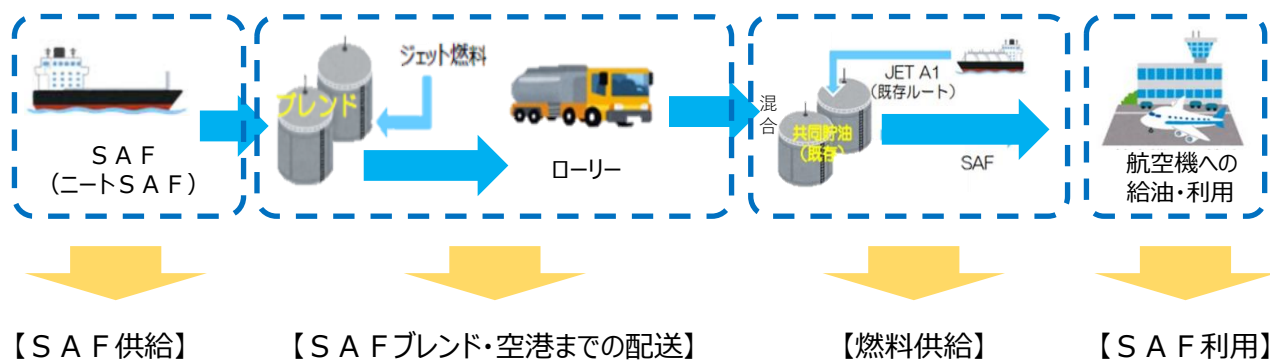 ＳＡＦ
（ニートＳＡＦ）
ジェット燃料
ブレンド
ローリー
混合
JET A1
（既存ルート）
共同貯油
（既存）
SAF
航空機への
給油・利用
【ＳＡＦ供給】
【ＳＡＦブレンド・空港までの配送】
【燃料供給】
【ＳＡＦ利用】